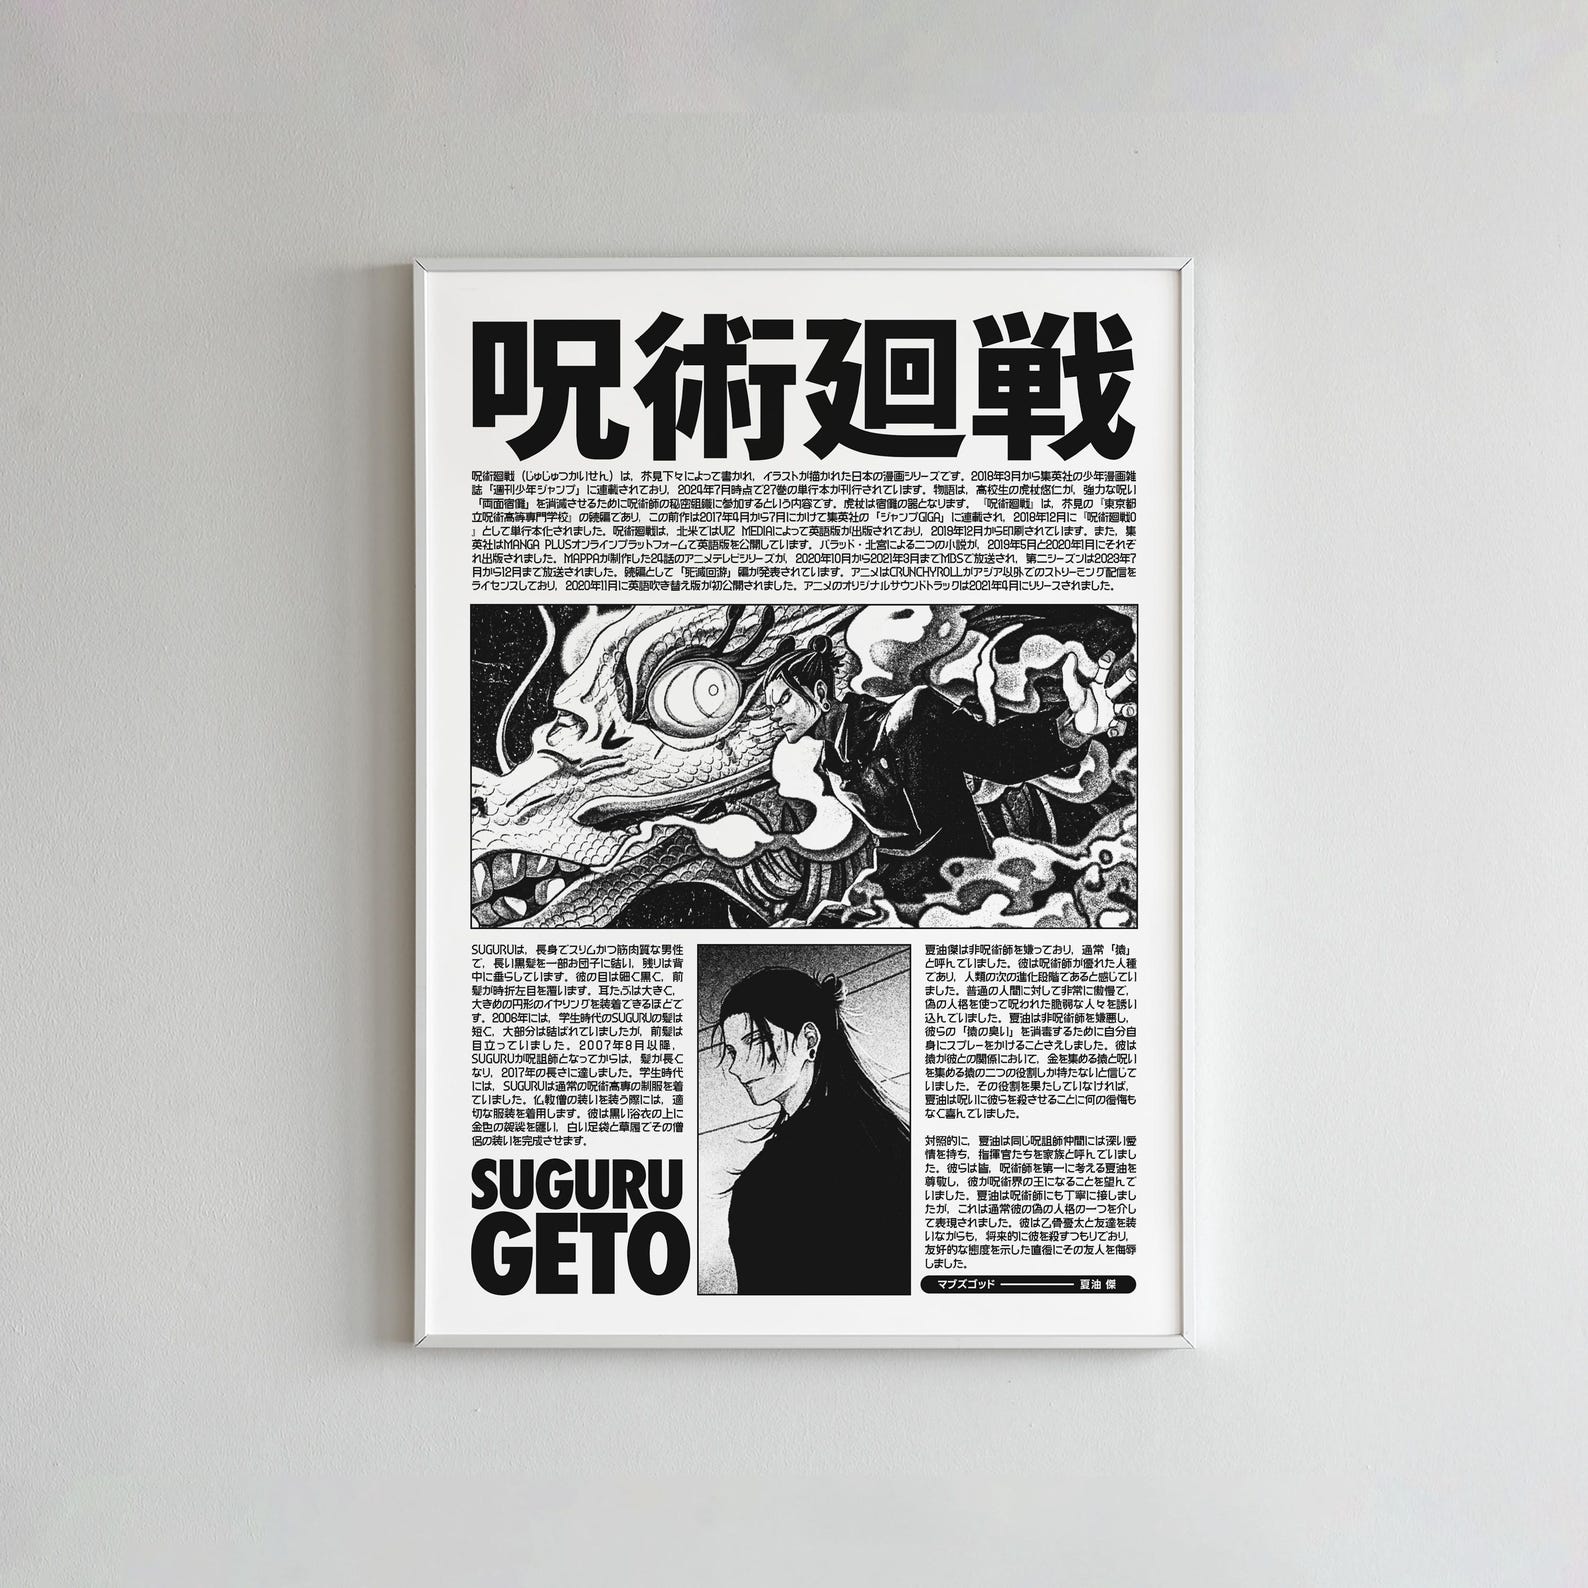 呪術廻戦
呪術廻戦（じゅじゅつかいせん）は，芥見下々によって書かれ，イラストが描かれた日本の漫画シリーズです。2018年3月から集英社の少年漫画雑
誌「週刊少年ジャンプ」に連載されており，2024年7月時点で27巻の単行本が刊行されています。物語は，高校生の虎杖悠仁が，強力な呪い
「両面宿儺」を消滅させるために呪術師の秘密組織に参加するという内容です。虎杖は宿儺の器となります。『呪術廻戦』は，芥見の『東京都
立呪術高等専門学校』の続編であり，この前作は2017年4月から7月にかけて集英社の「ジャンプGIGA」に連載され，2018年12月に『呪術廻戦0
』として単行本化されました。呪術廻戦は，北米ではVIZ MEDIAによって英語版が出版されており，2019年12月から印刷されています。また，集
英社はMANGA PLUSオンラインプラットフォームで英語版を公開しています。バラッド・北宮による二つの小説が，2019年5月と2020年1月にそれぞ
れ出版されました。MAPPAが制作した24話のアニメテレビシリーズが，2020年10月から2021年3月までMBSで放送され，第二シーズンは2023年7
月から12月まで放送されました。続編として「死滅回游」編が発表されています。アニメはCRUNCHYROLLがアジア以外でのストリーミング配信を
ライセンスしており，2020年11月に英語吹き替え版が初公開されました。アニメのオリジナルサウンドトラックは2021年4月にリリースされました。
SUGURUは，長身でスリムかつ筋肉質な男性
で，長い黒髪を一部お団子に結い，残りは背
中に垂らしています。彼の目は細く黒く，前
髪が時折左目を覆います。耳たぶは大きく，
大きめの円形のイヤリングを装着できるほどで
す。2006年には，学生時代のSUGURUの髪は
短く，大部分は結ばれていましたが，前髪は
目立っていました。2007年8月以降，
SUGURUが呪詛師となってからは，髪が長く
なり，2017年の長さに達しました。学生時代
には，SUGURUは通常の呪術高専の制服を着
ていました。仏教僧の装いを装う際には，適
切な服装を着用します。彼は黒い浴衣の上に
金色の袈裟を纏い，白い足袋と草履でその僧
侶の装いを完成させます。
SUGURU
GETO
夏油傑は非呪術師を嫌っており，通常「猿」
と呼んでいました。彼は呪術師が優れた人種
であり，人類の次の進化段階であると感じてい
ました。普通の人間に対して非常に傲慢で，
偽の人格を使って呪われた脆弱な人々を誘い
込んでいました。夏油は非呪術師を嫌悪し，
彼らの「猿の臭い」を消毒するために自分自
身にスプレーをかけることさえしました。彼は
猿が彼との関係において，金を集める猿と呪い
を集める猿の二つの役割しか持たないと信じて
いました。その役割を果たしていなければ，
夏油は呪いに彼らを殺させることに何の後悔も
なく喜んでいました。
対照的に，夏油は同じ呪詛師仲間には深い愛
情を持ち，指揮官たちを家族と呼んでいまし
た。彼らは皆，呪術師を第一に考える夏油を
尊敬し，彼が呪術界の王になることを望んで
いました。夏油は呪術師にも丁寧に接しまし
たが，これは通常彼の偽の人格の一つを介し
て表現されました。彼は乙骨憂太と友達を装
いながらも，将来的に彼を殺すつもりており，
友好的な態度を示した直後にその友人を侮辱
しました。
マブズゴッド 夏油 傑